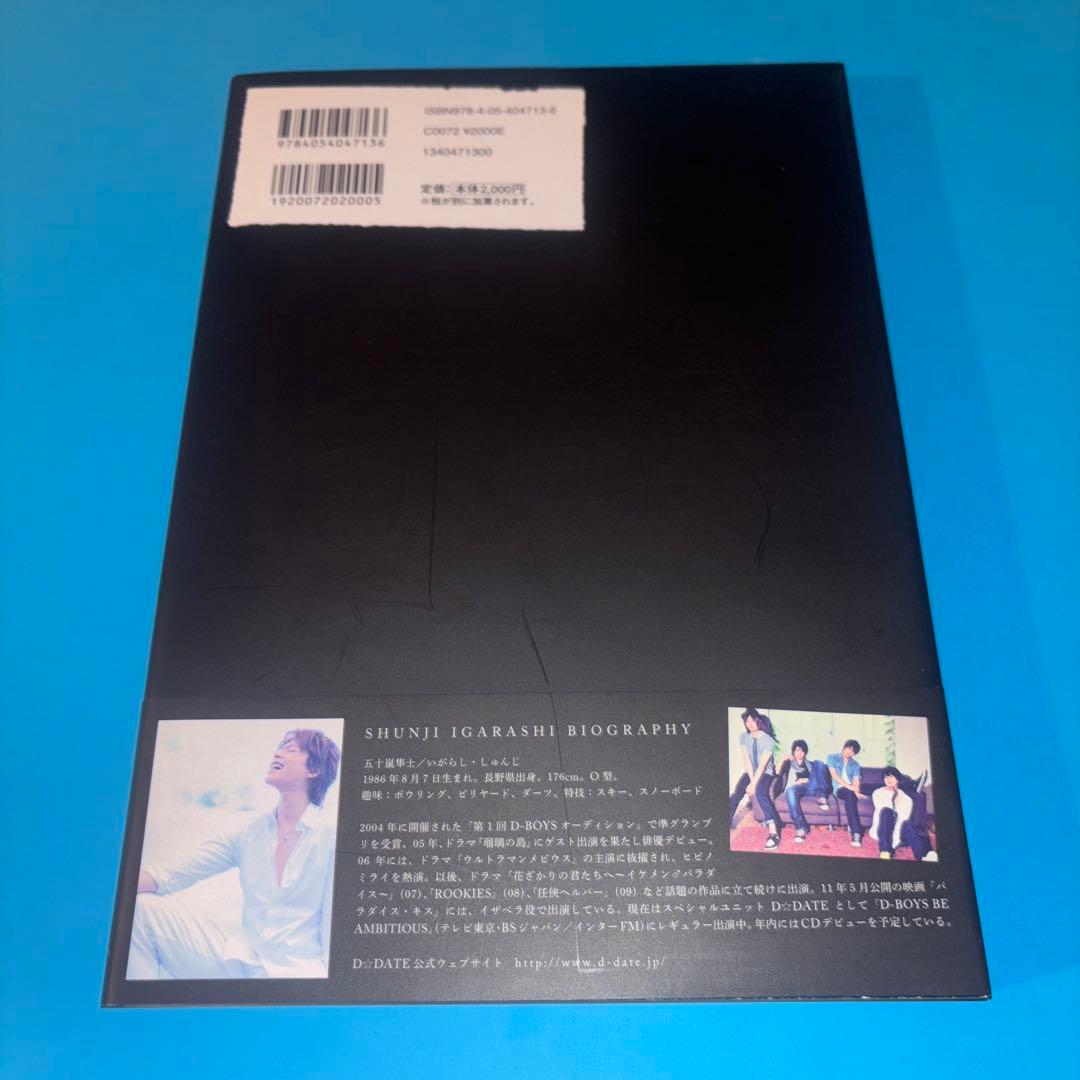 ISBN978-4-05-404713-6
C0072 ¥2000E
1340471300
9784054047136
1920072020005
定価：本体2,000円
※税が別に加算されます。
SHUNJI IGARASHI BIOGRAPHY
五十嵐隼士／いがらし・しゅんじ
1986年8月7日生まれ。長野県出身。176cm。O型。
趣味：ボウリング、ビリヤード、ダーツ。特技：スキー、スノーボード
2004年に開催された『第1回D-BOYSオーディション』で準グランプ
リを受賞。05年、ドラマ『瑠璃の島』にゲスト出演を果たし俳優デビュー。
06年には、ドラマ『ウルトラマンメビウス』の主演に抜擢され、ヒビノ
ミライを熱演。以後、ドラマ『花ざかりの君たちへ〜イケメン♂パラダ
イス〜』(07)、『ROOKIES』(08)、『任侠ヘルパー』(09)など話題の作品に立て続けに出演。11年5月公開の映画『パ
ラダイス・キス』には、イザベラ役で出演している。現在はスペシャルユニットD☆DATEとして『D-BOYS BE
AMBITIOUS』(テレビ東京・BSジャパン／インターFM)にレギュラー出演中。年内にはCDデビューを予定している。
D☆DATE公式ウェブサイト http://www.d-date.jp/